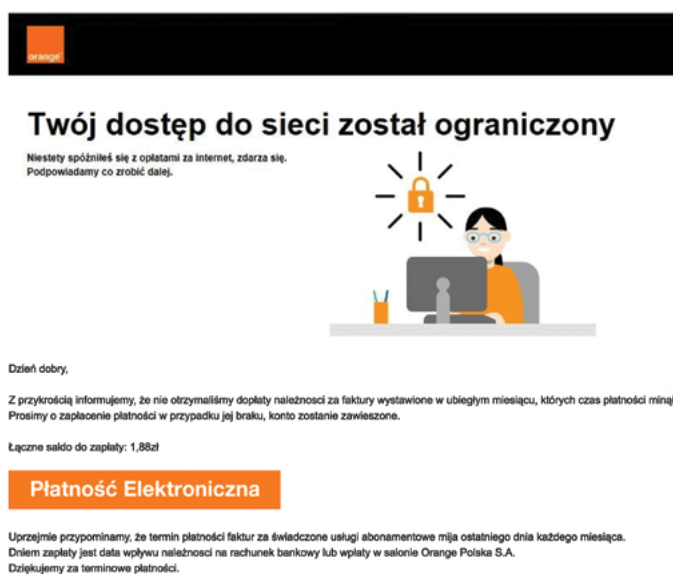 orange
Twój dostęp do sieci został ograniczony
Niestety spóźniłeś się z opłatami za internet, zdarza się.
Podpowiadamy co zrobić dalej.
Dzień dobry,
Z przykrością informujemy, że nie otrzymaliśmy dopłaty należnosci za faktury wystawione w ubiegłym miesiącu, których czas płatności minął
Prosimy o zapłacenie płatności w przypadku jej braku, konto zostanie zawieszone.
Łączne saldo do zapłaty: 1,88zł
Płatność Elektroniczna
Uprzejmie przypominamy, że termin płatności faktur za świadczone usługi abonamentowe mija ostatniego dnia każdego miesiąca.
Dniem zapłaty jest data wpływu należnosci na rachunek bankowy lub wpłaty w salonie Orange Polska S.A.
Dziękujemy za terminowe płatności.